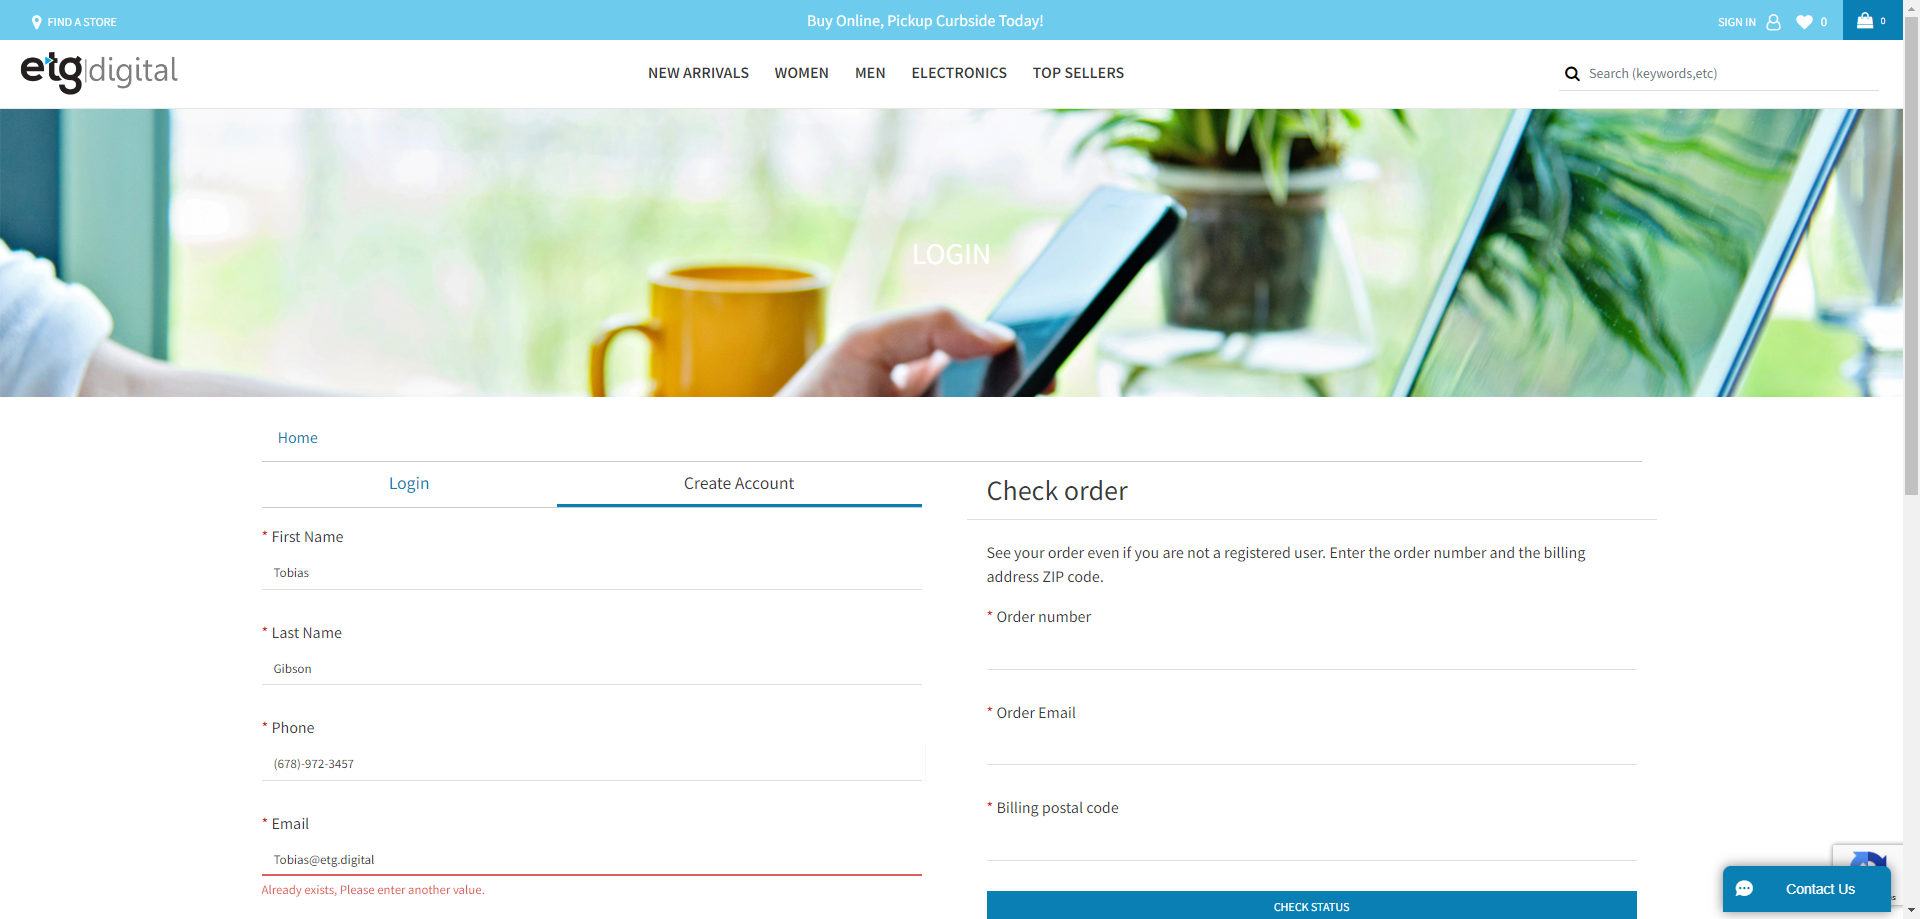 FIND A STORE
Buy Online, Pickup Curbside Today!
SIGN IN
0
0
etg|digital
NEW ARRIVALS WOMEN MEN ELECTRONICS TOP SELLERS
Search (keywords,etc)
LOGIN
Home
Login
Create Account
* First Name
Tobias
* Last Name
Gibson
* Phone
(678)-972-3457
* Email
Tobias@etg.digital
Already exists, Please enter another value.
Check order
See your order even if you are not a registered user. Enter the order number and the billing
address ZIP code.
* Order number
* Order Email
* Billing postal code
CHECK STATUS
Contact Us